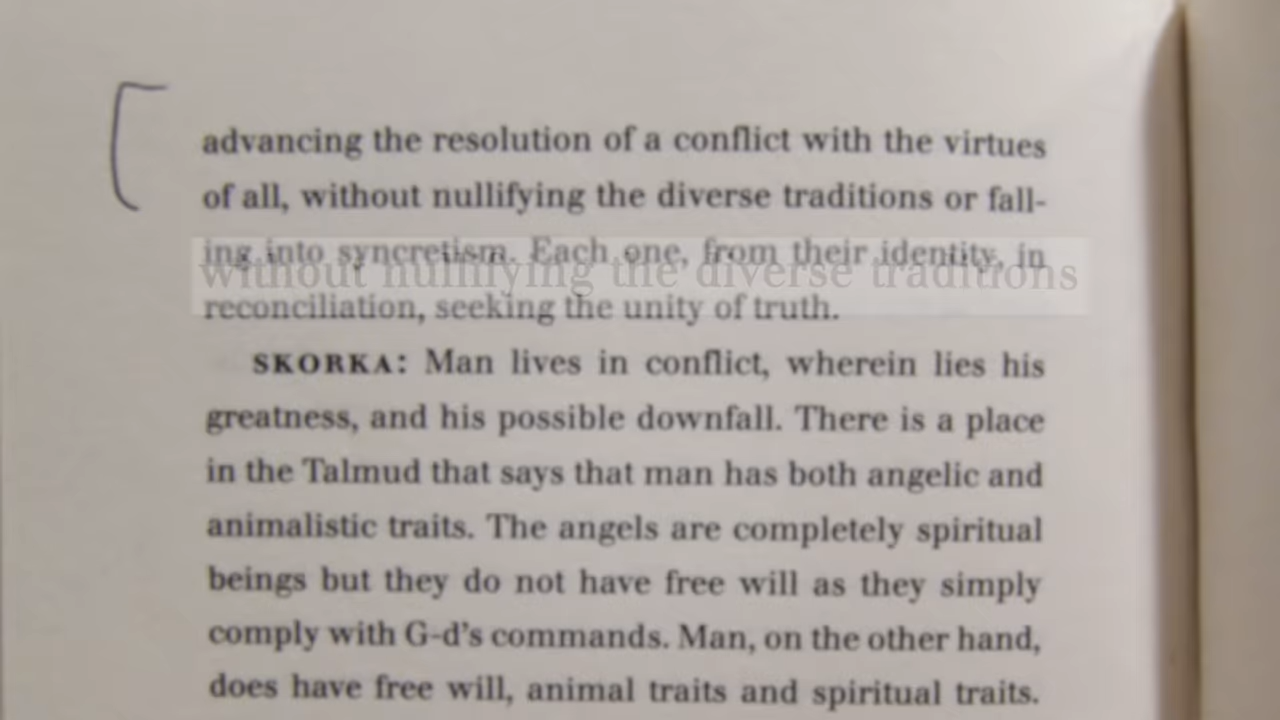 advancing the resolution of a conflict with the virtues
of all, without nullifying the diverse traditions or fall-
ing into syncretism. Each one, from their identity, in
without nullifying the diverse traditions
reconciliation, seeking the unity of truth.
SKORKA: Man lives in conflict, wherein lies his
greatness, and his possible downfall. There is a place
in the Talmud that says that man has both angelic and
animalistic traits. The angels are completely spiritual
beings but they do not have free will as they simply
comply with G-d's commands. Man, on the other hand,
does have free will, animal traits and spiritual traits.